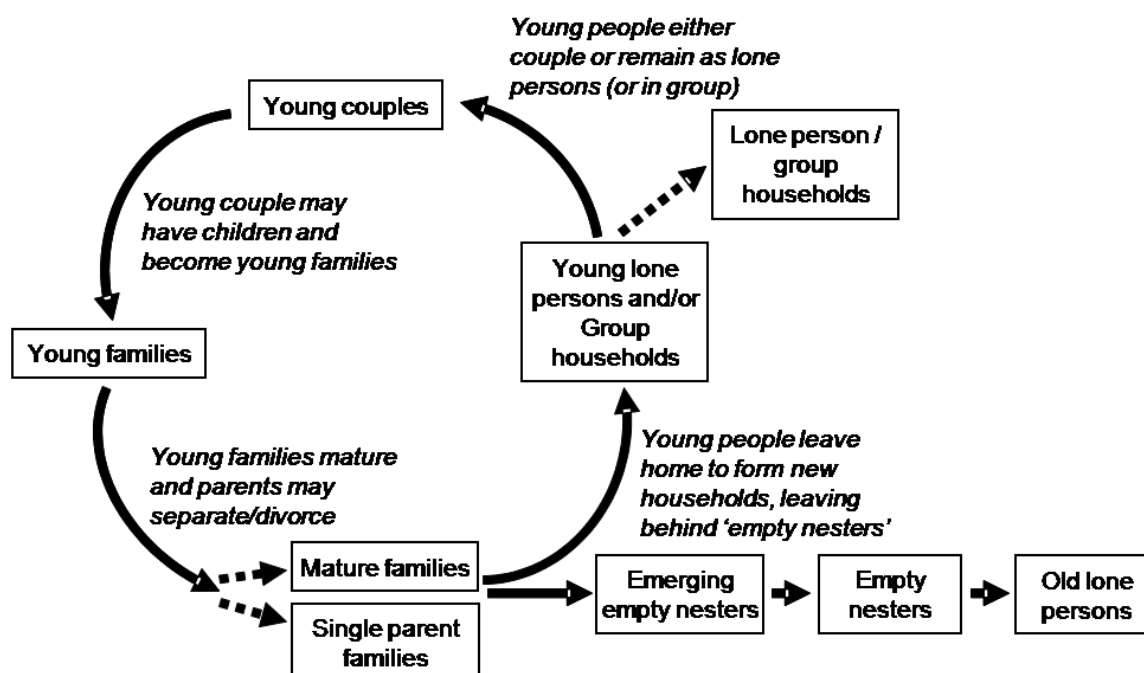 Young people either
couple or remain as lone
persons (or in group)
Young couples
Lone person /
group
households
Young couple may
have children and
become young families
Young lone
persons and/or
Group
households
Young families
Young families mature
and parents may
separate/divorce
Young people leave
home to form new
households, leaving
behind ‘empty nesters’
Mature families
Single parent
families
Emerging
empty nesters
Empty
nesters
Old lone
persons